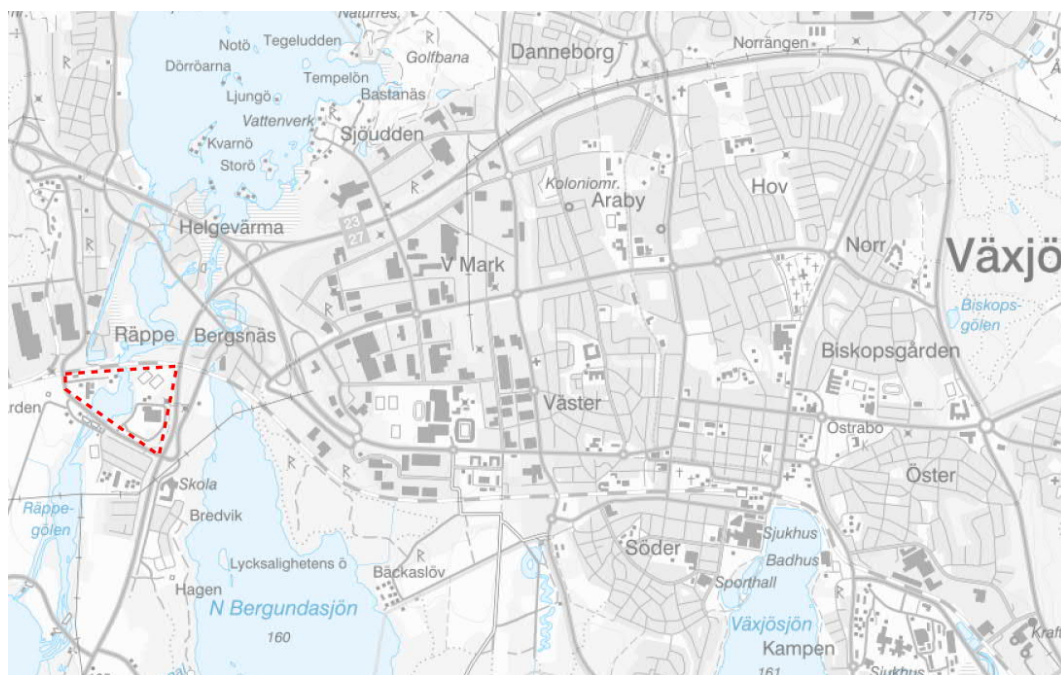 Naturres.
Notö
Tegeludden
Golfbana
Danneborg
Norrängen
175
Dörröarna
Tempelön
Ljungö
Bastanäs
Vattenverk
Sjöudden
Kvarnö
Storö
Koloniomr.
Araby
Hov
Helgevärma
23
27
V Mark
Norr
Växjö
Biskops-
gölen
Räppe
Bergsnäs
Biskopsgården
Väster
Ostrabo
Öster
Skola
Räppe-
gölen
Bredvik
Sjukhus
Söder
Badhus
Lycksalighetens ö
Bäckaslöv
Sporthall
Hagen
N Bergundasjön
Växjösjön
160
Kampen
161
Sjukhus